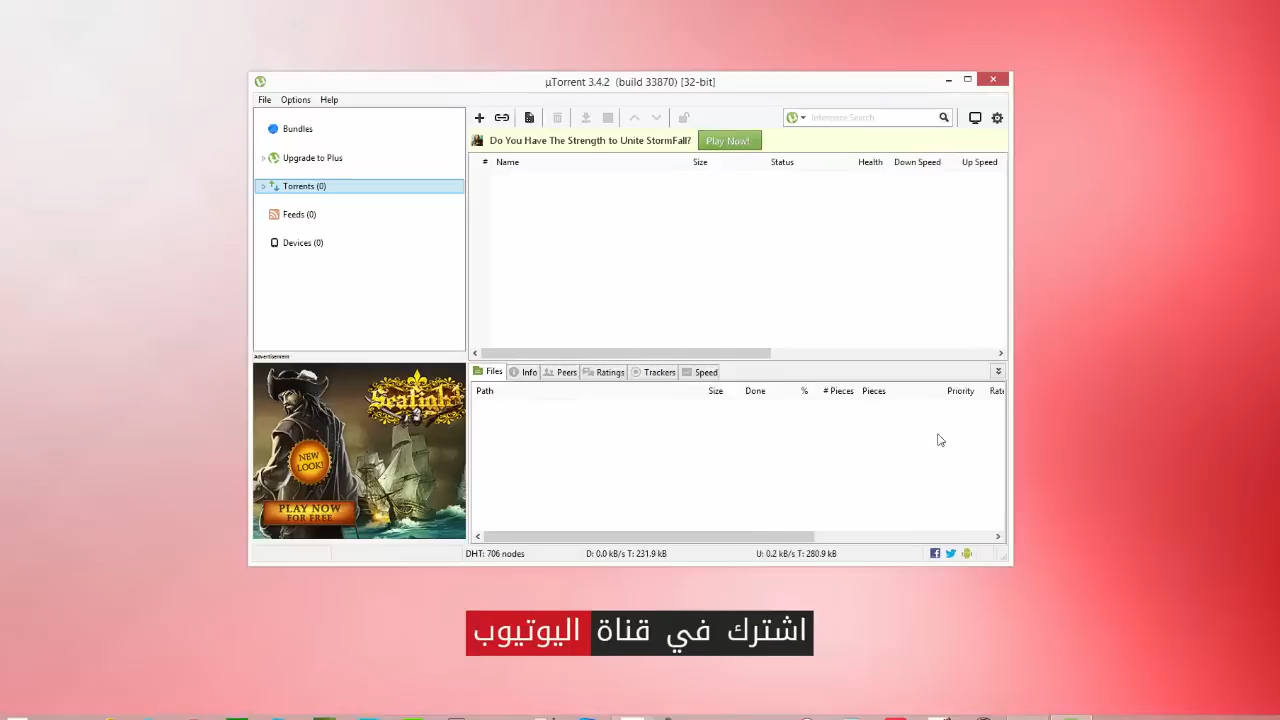 µTorrent 3.4.2 (build 33870) [32-bit]
File Options Help
Bundles
Upgrade to Plus
Torrents (0)
Feeds (0)
Devices (0)
Inference Search
Do You Have The Strength to Unite StormFall? Play Now!
# Name Size Status Health Down Speed Up Speed
Advertisement
Seafight
NEW
LOOK!
PLAY NOW
FOR FREE
Files Info Peers Ratings Trackers Speed
Path Size Done % # Pieces Pieces Priority Rate
DHT: 706 nodes D: 0.0 kB/s T: 231.9 kB U: 0.2 kB/s T: 280.9 kB
اشترك في قناة اليوتيوب